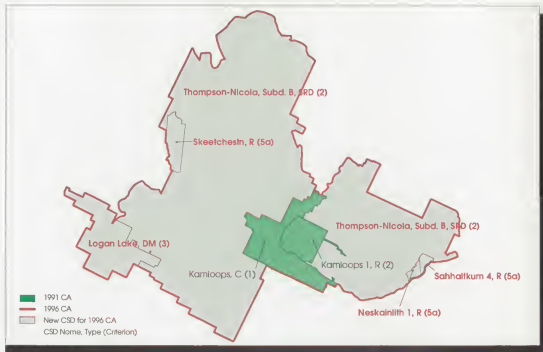 Thompson-Nicola, Subd. B, SRD (2)
Skeetchestn, R (5a)
Thompson-Nicola, Subd. B, SRD (2)
Logan Lake, DM (3)
Kamloops, C (1)
Kamloops 1, R (2)
Sahhaltkum 4, R (5a)
Neskainlith 1, R (5a)
1991 CA
1996 CA
New CSD for 1996 CA
CSD Name, Type (Criterion)